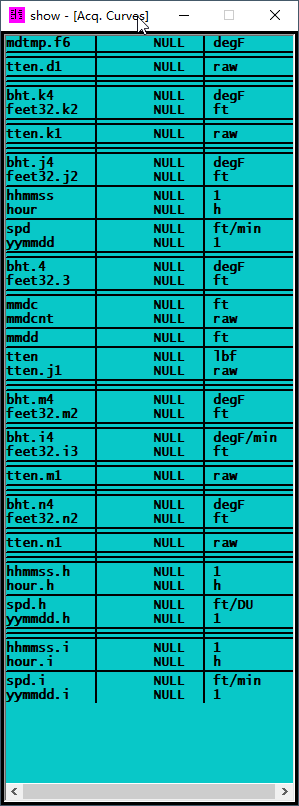 show - [Acq. Curves]
mdtmp.f6 NULL degF
tten.d1 NULL raw
bht.k4 NULL degF
feet32.k2 NULL ft
tten.k1 NULL raw
bht.j4 NULL degF
feet32.j2 NULL ft
hhmmss NULL 1
hour NULL h
spd NULL ft/min
yymmdd NULL 1
bht.4 NULL degF
feet32.3 NULL ft
mmdc NULL ft
mmdcnt NULL raw
mmdd NULL ft
tten NULL lbf
tten.j1 NULL raw
bht.m4 NULL degF
feet32.m2 NULL ft
bht.i4 NULL degF/min
feet32.i3 NULL ft
tten.m1 NULL raw
bht.n4 NULL degF
feet32.n2 NULL ft
tten.n1 NULL raw
hhmmss.h NULL 1
hour.h NULL h
spd.h NULL ft/DU
yymmdd.h NULL 1
hhmmss.i NULL 1
hour.i NULL h
spd.i NULL ft/min
yymmdd.i NULL 1